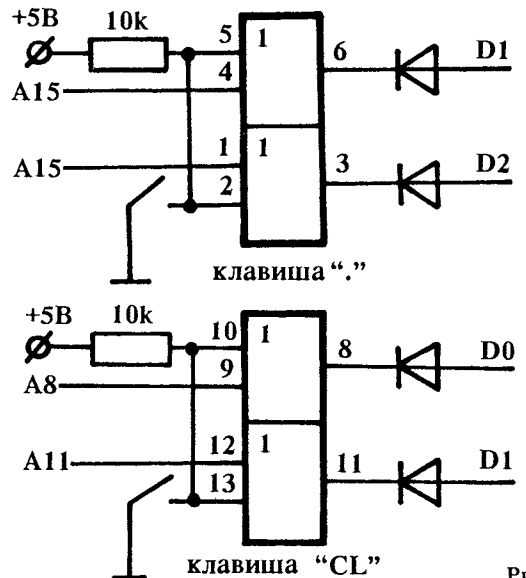 +5В 10k 5 1 6 D1
4
A15
1 1 3 D2
A15
2
клавиша “.”
+5В 10k 10 1 8 D0
9
A8
12 1 11 D1
A11
13
клавиша “CL”